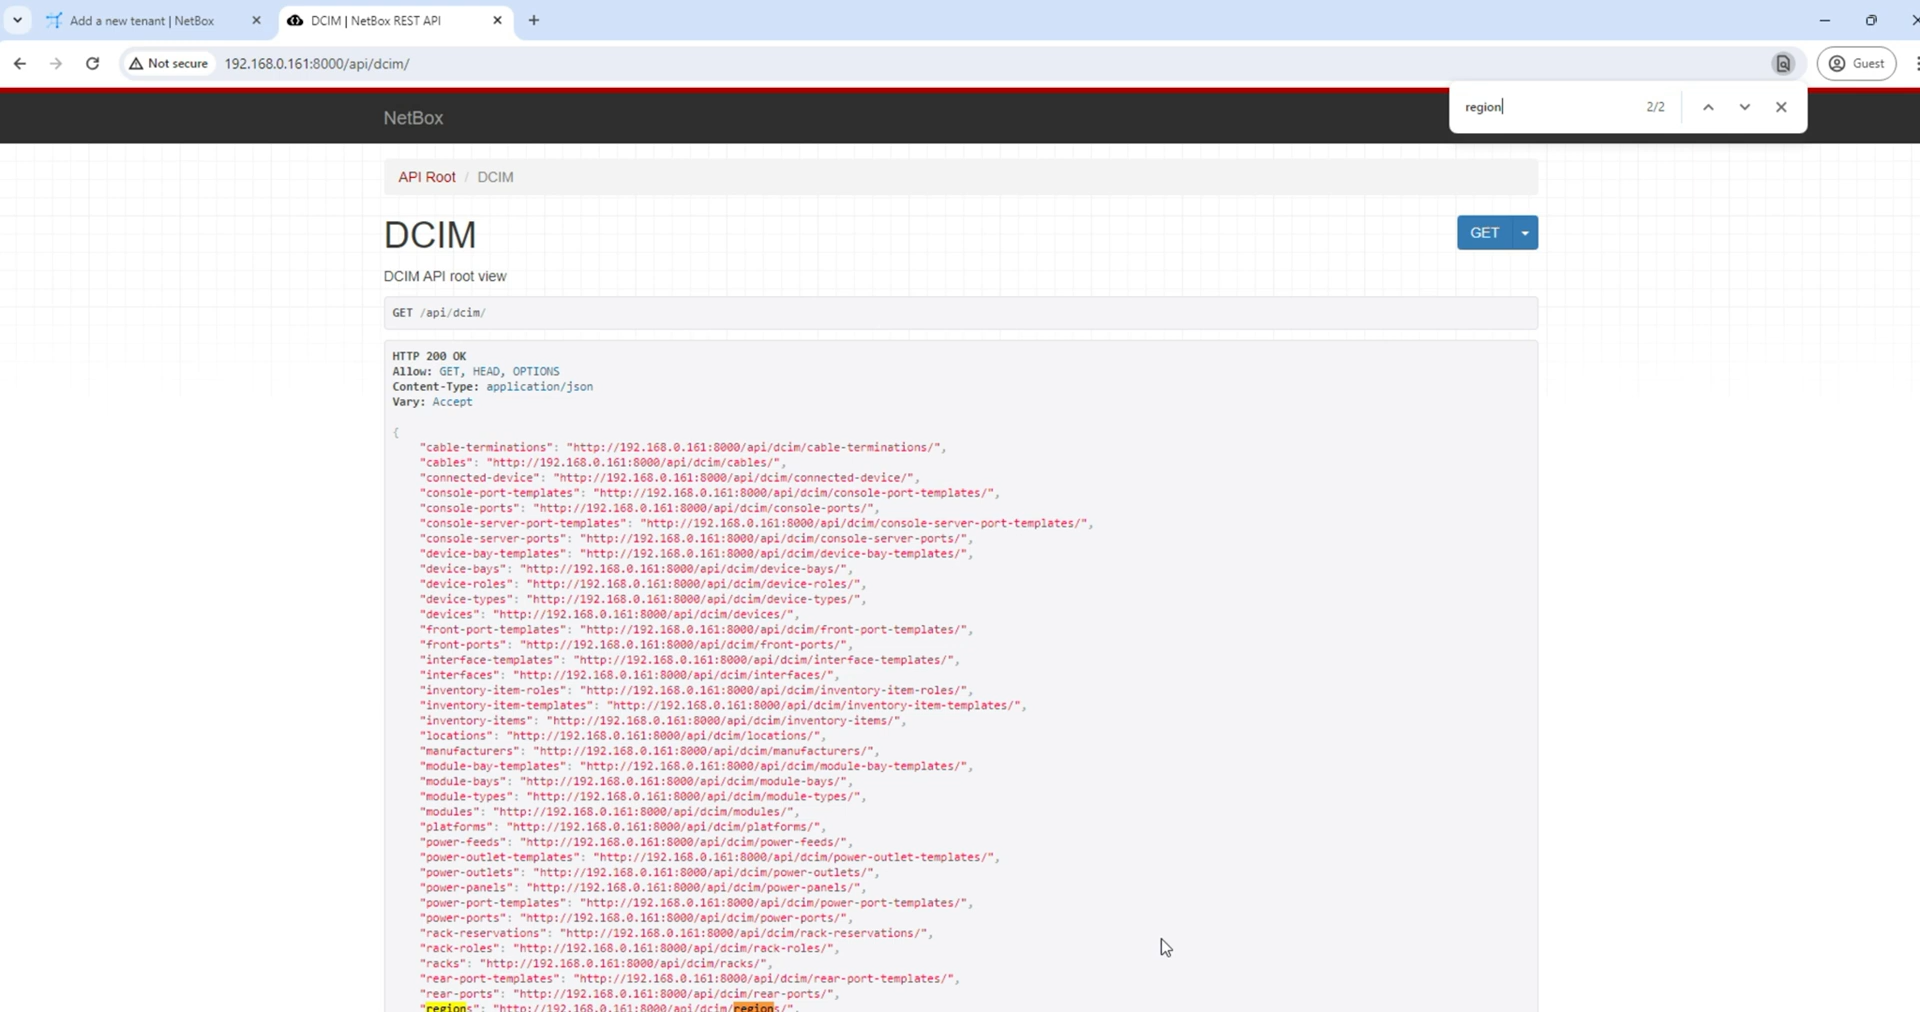 Add a new tenant | NetBox
DCIM | NetBox REST API
Not secure
192.168.0.161:8000/api/dcim/
Guest
region
2/2
NetBox
API Root / DCIM
DCIM
GET
DCIM API root view
GET /api/dcim/
HTTP 200 OK
Allow: GET, HEAD, OPTIONS
Content-Type: application/json
Vary: Accept
{
"cable-terminations": "http://192.168.0.161:8000/api/dcim/cable-terminations/",
"cables": "http://192.168.0.161:8000/api/dcim/cables/",
"connected-device": "http://192.168.0.161:8000/api/dcim/connected-device/",
"console-port-templates": "http://192.168.0.161:8000/api/dcim/console-port-templates/",
"console-ports": "http://192.168.0.161:8000/api/dcim/console-ports/",
"console-server-port-templates": "http://192.168.0.161:8000/api/dcim/console-server-port-templates/",
"console-server-ports": "http://192.168.0.161:8000/api/dcim/console-server-ports/",
"device-bay-templates": "http://192.168.0.161:8000/api/dcim/device-bay-templates/",
"device-bays": "http://192.168.0.161:8000/api/dcim/device-bays/",
"device-roles": "http://192.168.0.161:8000/api/dcim/device-roles/",
"device-types": "http://192.168.0.161:8000/api/dcim/device-types/",
"devices": "http://192.168.0.161:8000/api/dcim/devices/",
"front-port-templates": "http://192.168.0.161:8000/api/dcim/front-port-templates/",
"front-ports": "http://192.168.0.161:8000/api/dcim/front-ports/",
"interface-templates": "http://192.168.0.161:8000/api/dcim/interface-templates/",
"interfaces": "http://192.168.0.161:8000/api/dcim/interfaces/",
"inventory-item-roles": "http://192.168.0.161:8000/api/dcim/inventory-item-roles/",
"inventory-item-templates": "http://192.168.0.161:8000/api/dcim/inventory-item-templates/",
"inventory-items": "http://192.168.0.161:8000/api/dcim/inventory-items/",
"locations": "http://192.168.0.161:8000/api/dcim/locations/",
"manufacturers": "http://192.168.0.161:8000/api/dcim/manufacturers/",
"module-bay-templates": "http://192.168.0.161:8000/api/dcim/module-bay-templates/",
"module-bays": "http://192.168.0.161:8000/api/dcim/module-bays/",
"module-types": "http://192.168.0.161:8000/api/dcim/module-types/",
"modules": "http://192.168.0.161:8000/api/dcim/modules/",
"platforms": "http://192.168.0.161:8000/api/dcim/platforms/",
"power-feeds": "http://192.168.0.161:8000/api/dcim/power-feeds/",
"power-outlet-templates": "http://192.168.0.161:8000/api/dcim/power-outlet-templates/",
"power-outlets": "http://192.168.0.161:8000/api/dcim/power-outlets/",
"power-panels": "http://192.168.0.161:8000/api/dcim/power-panels/",
"power-port-templates": "http://192.168.0.161:8000/api/dcim/power-port-templates/",
"power-ports": "http://192.168.0.161:8000/api/dcim/power-ports/",
"rack-reservations": "http://192.168.0.161:8000/api/dcim/rack-reservations/",
"rack-roles": "http://192.168.0.161:8000/api/dcim/rack-roles/",
"racks": "http://192.168.0.161:8000/api/dcim/racks/",
"rear-port-templates": "http://192.168.0.161:8000/api/dcim/rear-port-templates/",
"rear-ports": "http://192.168.0.161:8000/api/dcim/rear-ports/",
"regions": "http://192.168.0.161:8000/api/dcim/regions/",